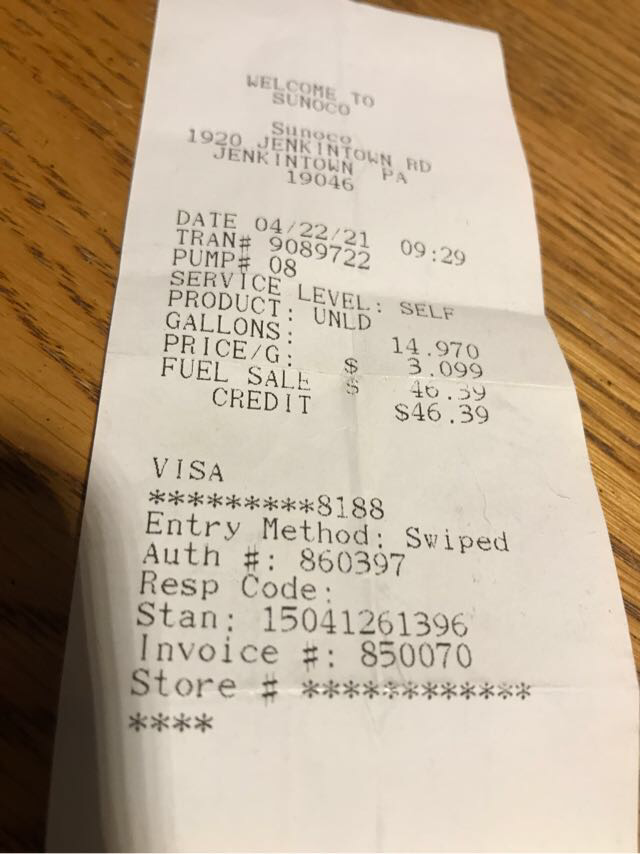 WELCOME TO
SUNOCO
Sunoco
1920 JENKINTOWN RD
JENKINTOWN PA
19046
DATE 04/22/21 09:29
TRAN# 9089722
PUMP# 08
SERVICE LEVEL: SELF
PRODUCT: UNLD
GALLONS: 14.970
PRICE/G: $ 3.099
FUEL SALE $ 46.39
CREDIT $46.39
VISA
*********8188
Entry Method: Swiped
Auth #: 860397
Resp Code:
Stan: 15041261396
Invoice #: 850070
Store # ************
****